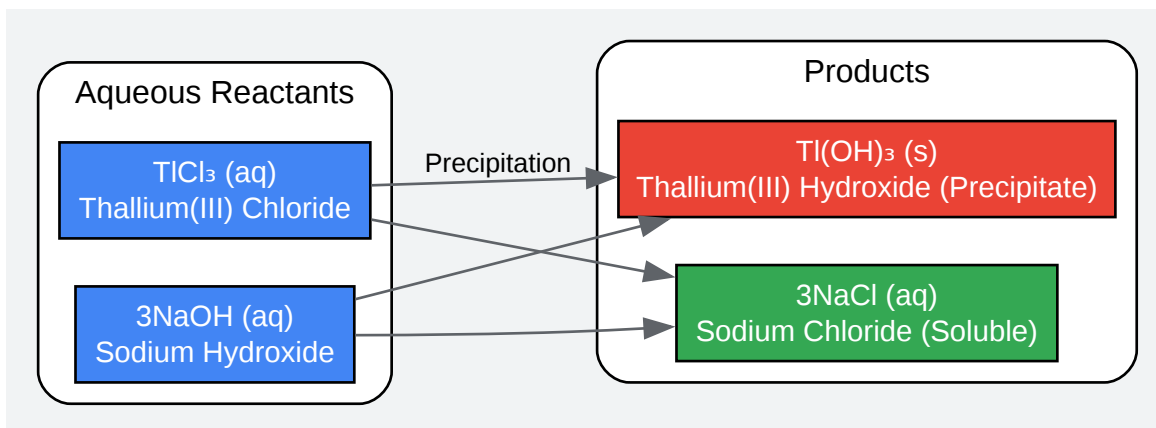 Aqueous Reactants
TlCl₃ (aq)
Thallium(III) Chloride
3NaOH (aq)
Sodium Hydroxide
Precipitation
Products
Tl(OH)₃ (s)
Thallium(III) Hydroxide (Precipitate)
3NaCl (aq)
Sodium Chloride (Soluble)